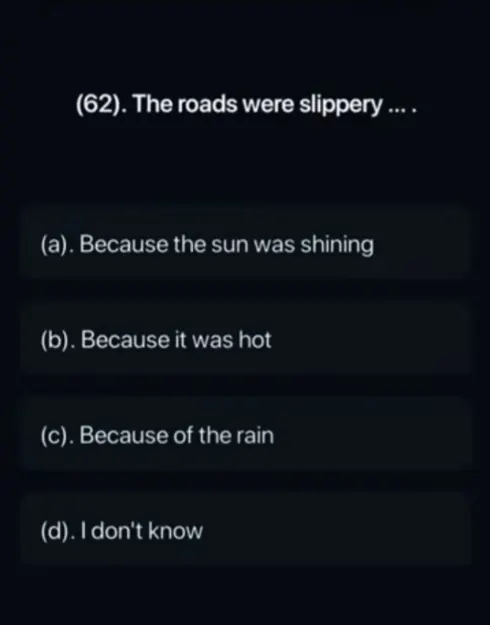 (62). The roads were slippery ... .
(a). Because the sun was shining
(b). Because it was hot
(c). Because of the rain
(d). I don't know